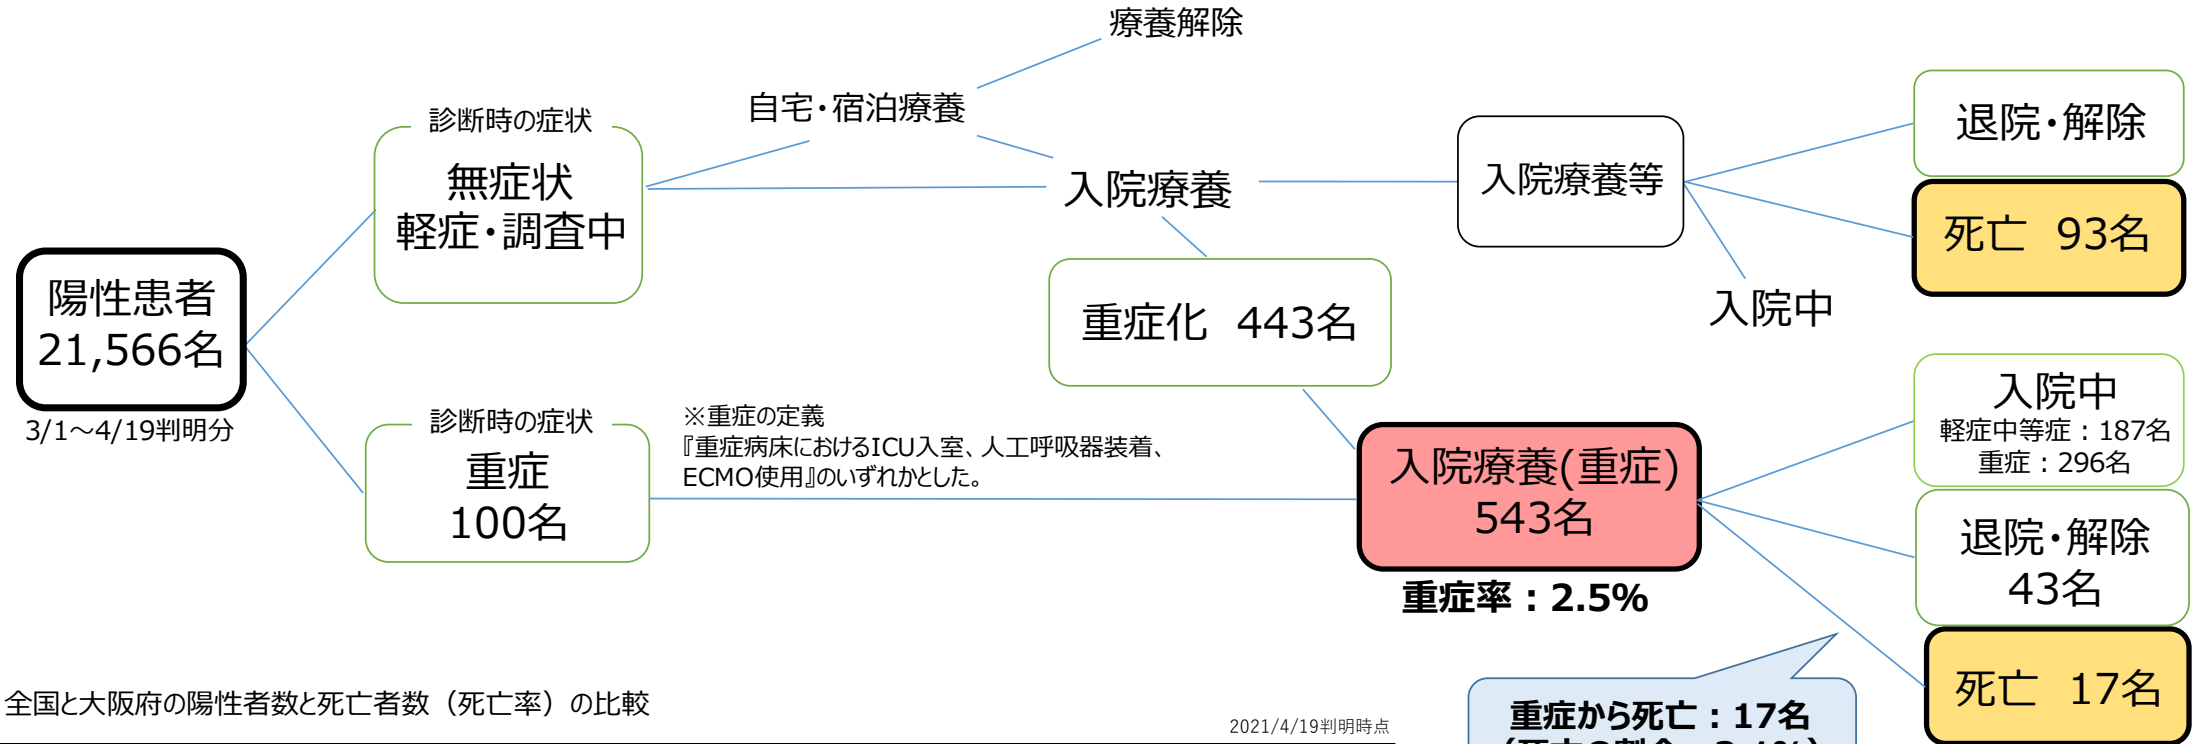 療養解除
自宅・宿泊療養
診断時の症状
無症状
軽症・調査中
入院療養
入院療養等
退院・解除
死亡　93名
入院中
陽性患者
21,566名
3/1～4/19判明分
重症化　443名
診断時の症状
重症
100名
※重症の定義
『重症病床におけるICU入室、人工呼吸器装着、
ECMO使用』のいずれかとした。
入院療養(重症)
543名
重症率：2.5%
入院中
軽症中等症：187名
重症：296名
退院・解除
43名
死亡　17名
全国と大阪府の陽性者数と死亡者数（死亡率）の比較
2021/4/19判明時点
重症から死亡：17名